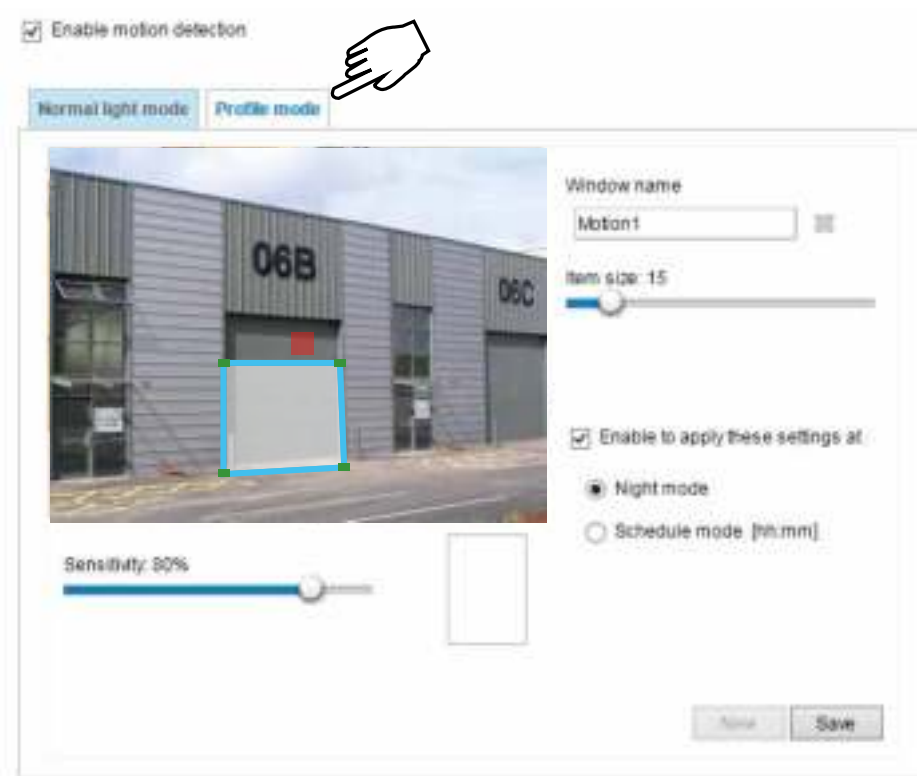 Enable motion detection
Normal light mode
Profile mode
06B
06C
Window name
Motion1
Item size: 15
Enable to apply these settings at
Night mode
Schedule mode [hh:mm]
Sensitivity: 80%
New
Save